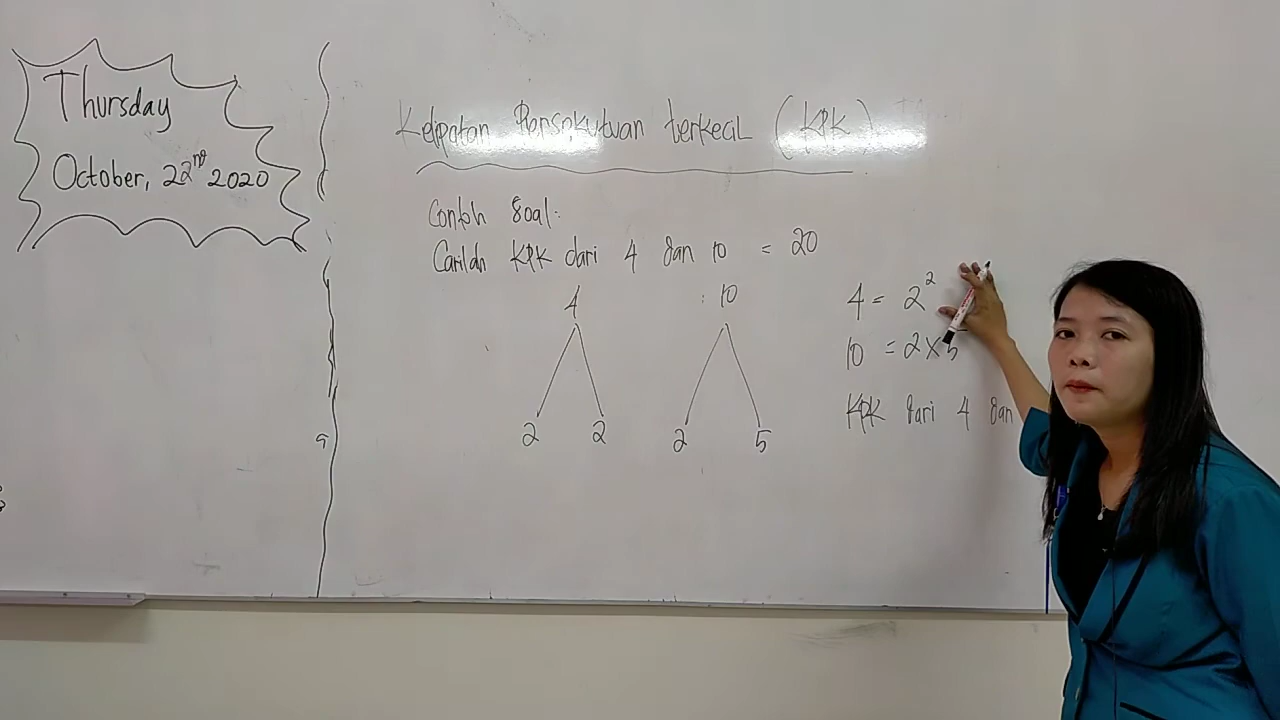 Thursday
October, 22nd 2020
Kelipatan Persekutuan terkecil (KPK)
Contoh Soal:
Carilah KPK dari 4 dan 10 = 20
4
10
2 2
2 5
4 = 2²
10 = 2 x 5
KPK dari 4 dan